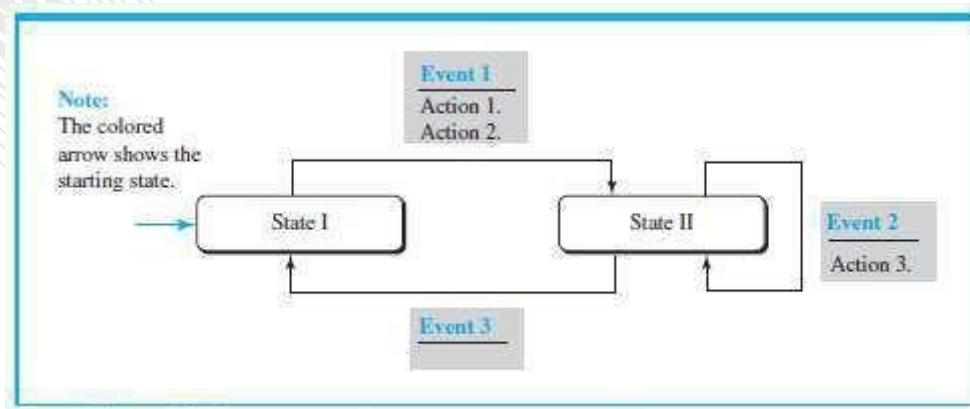 Note:
The colored
arrow shows the
starting state.
Event 1
Action 1.
Action 2.
State I
State II
Event 2
Action 3.
Event 3